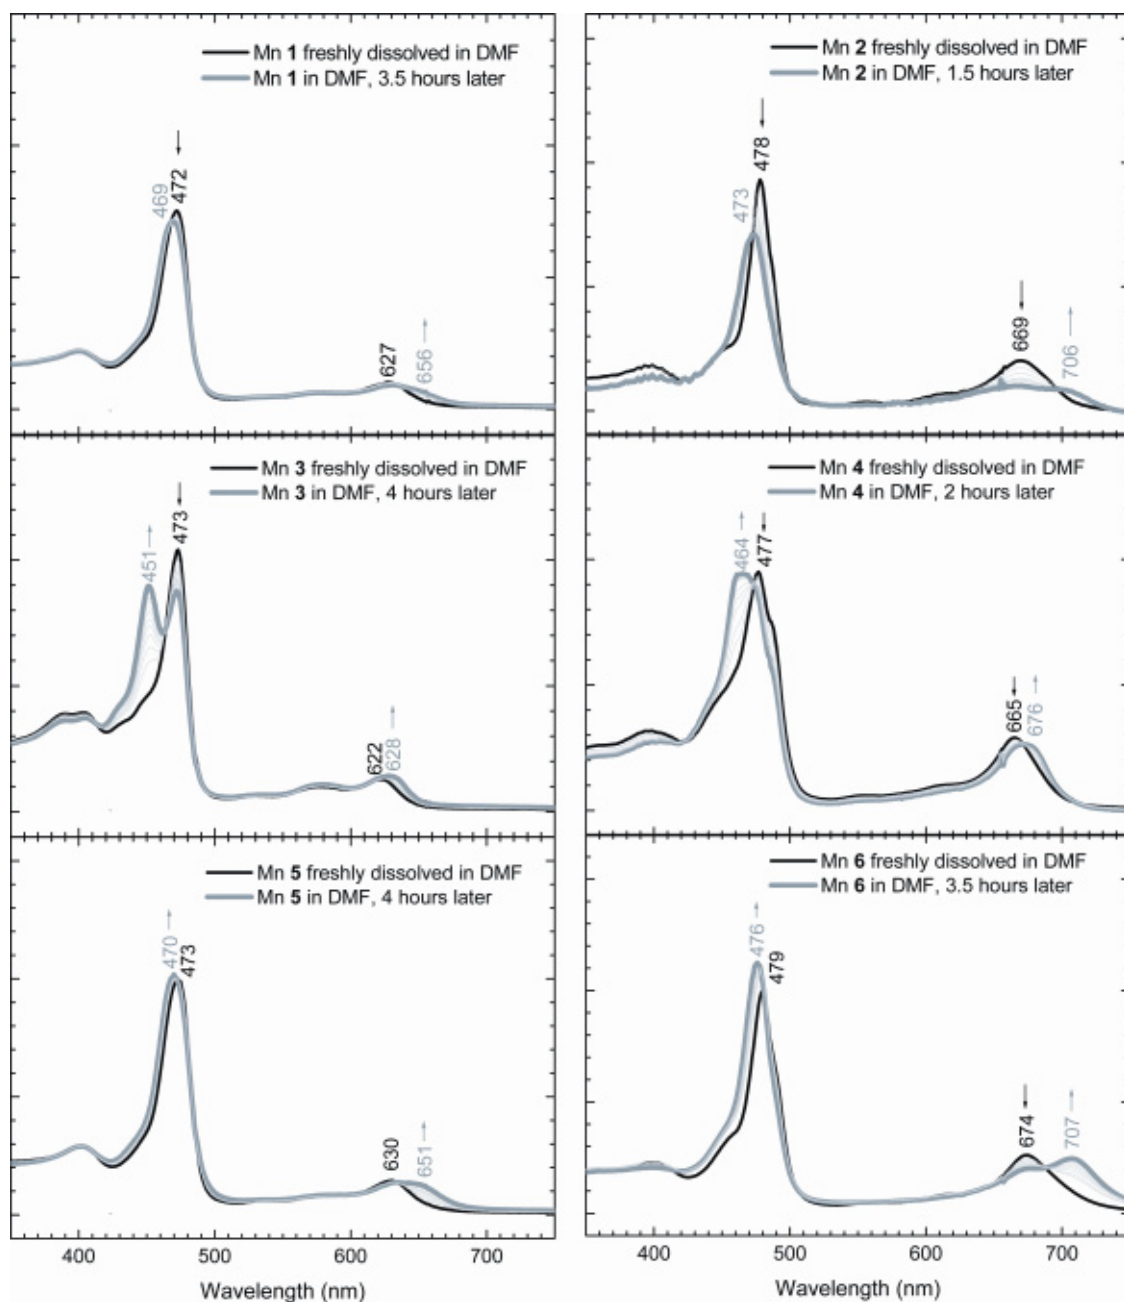 Mn 1 freshly dissolved in DMF
Mn 1 in DMF, 3.5 hours later
469
472
627
656
Mn 2 freshly dissolved in DMF
Mn 2 in DMF, 1.5 hours later
473
478
669
706
Mn 3 freshly dissolved in DMF
Mn 3 in DMF, 4 hours later
451
473
622
628
Mn 4 freshly dissolved in DMF
Mn 4 in DMF, 2 hours later
464
477
665
676
Mn 5 freshly dissolved in DMF
Mn 5 in DMF, 4 hours later
470
473
630
651
400 500 600 700
Wavelength (nm)
Mn 6 freshly dissolved in DMF
Mn 6 in DMF, 3.5 hours later
476
479
674
707
400 500 600 700
Wavelength (nm)